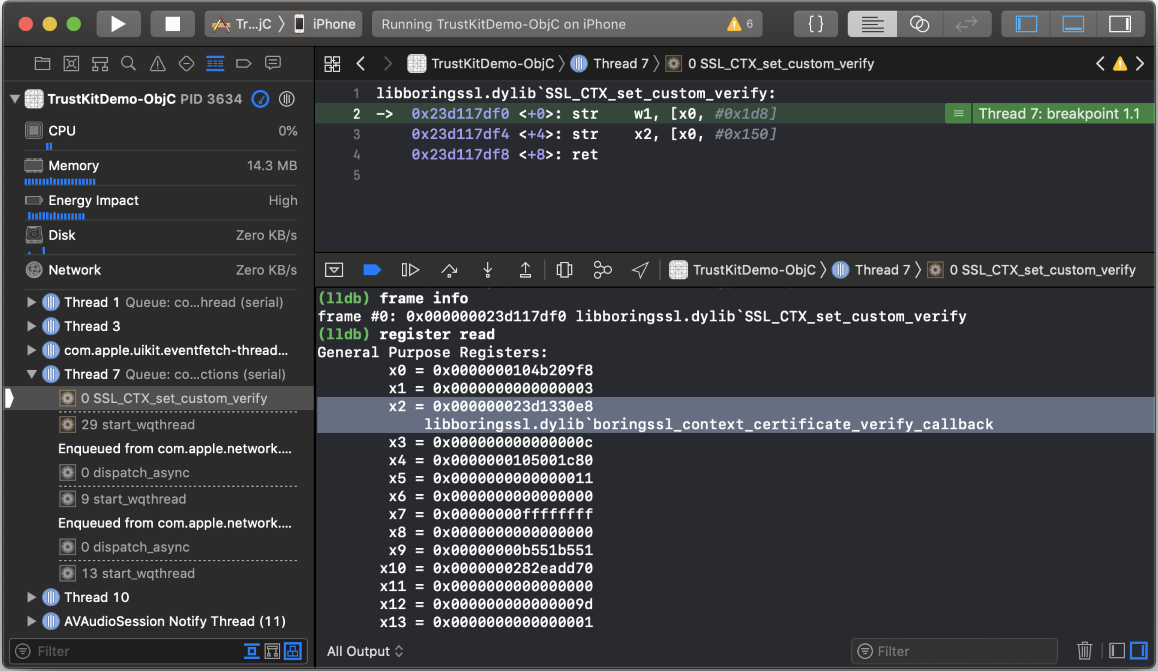 Tr...jC 〉 iPhone
Running TrustKitDemo-ObjC on iPhone
6
{ }
TrustKitDemo-ObjC PID 3634
CPU 0%
Memory 14.3 MB
Energy Impact High
Disk Zero KB/s
Network Zero KB/s
Thread 1 Queue: co...hread (serial)
Thread 3
com.apple.uikit.eventfetch-thread...
Thread 7 Queue: co...ctions (serial)
0 SSL_CTX_set_custom_verify
29 start_wqthread
Enqueued from com.apple.network....
0 dispatch_async
9 start_wqthread
Enqueued from com.apple.network....
0 dispatch_async
13 start_wqthread
Thread 10
AVAudioSession Notify Thread (11)
Filter
TrustKitDemo-ObjC 〉 Thread 7 〉 0 SSL_CTX_set_custom_verify
1 libboringssl.dylib`SSL_CTX_set_custom_verify:
2 -> 0x23d117df0 <+0>: str w1, [x0, #0x1d8] Thread 7: breakpoint 1.1
3 0x23d117df4 <+4>: str x2, [x0, #0x150]
4 0x23d117df8 <+8>: ret
5
TrustKitDemo-ObjC 〉 Thread 7 〉 0 SSL_CTX_set_custom_verify
(lldb) frame info
frame #0: 0x000000023d117df0 libboringssl.dylib`SSL_CTX_set_custom_verify
(lldb) register read
General Purpose Registers:
x0 = 0x0000000104b209f8
x1 = 0x0000000000000003
x2 = 0x000000023d1330e8
libboringssl.dylib`boringssl_context_certificate_verify_callback
x3 = 0x000000000000000c
x4 = 0x0000000105001c80
x5 = 0x0000000000000011
x6 = 0x0000000000000000
x7 = 0x00000000ffffffff
x8 = 0x0000000000000000
x9 = 0x00000000b551b551
x10 = 0x0000000282eadd70
x11 = 0x0000000000000000
x12 = 0x000000000000009d
x13 = 0x0000000000000001
All Output
Filter